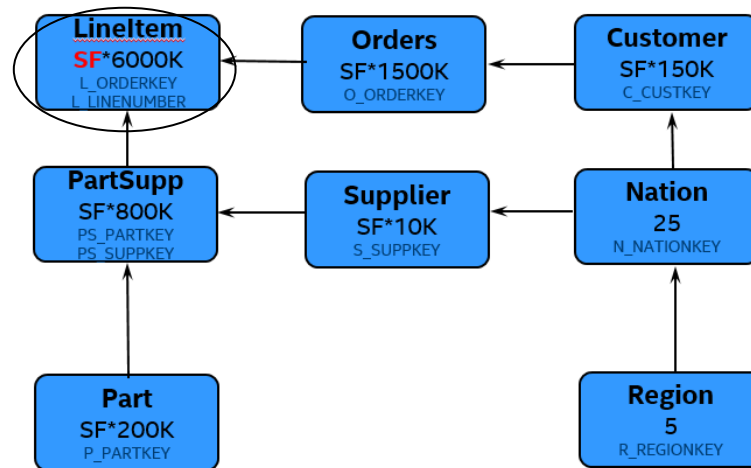 LineItem
SF*6000K
L_ORDERKEY
L_LINENUMBER
Orders
SF*1500K
O_ORDERKEY
Customer
SF*150K
C_CUSTKEY
PartSupp
SF*800K
PS_PARTKEY
PS_SUPPKEY
Supplier
SF*10K
S_SUPPKEY
Nation
25
N_NATIONKEY
Part
SF*200K
P_PARTKEY
Region
5
R_REGIONKEY